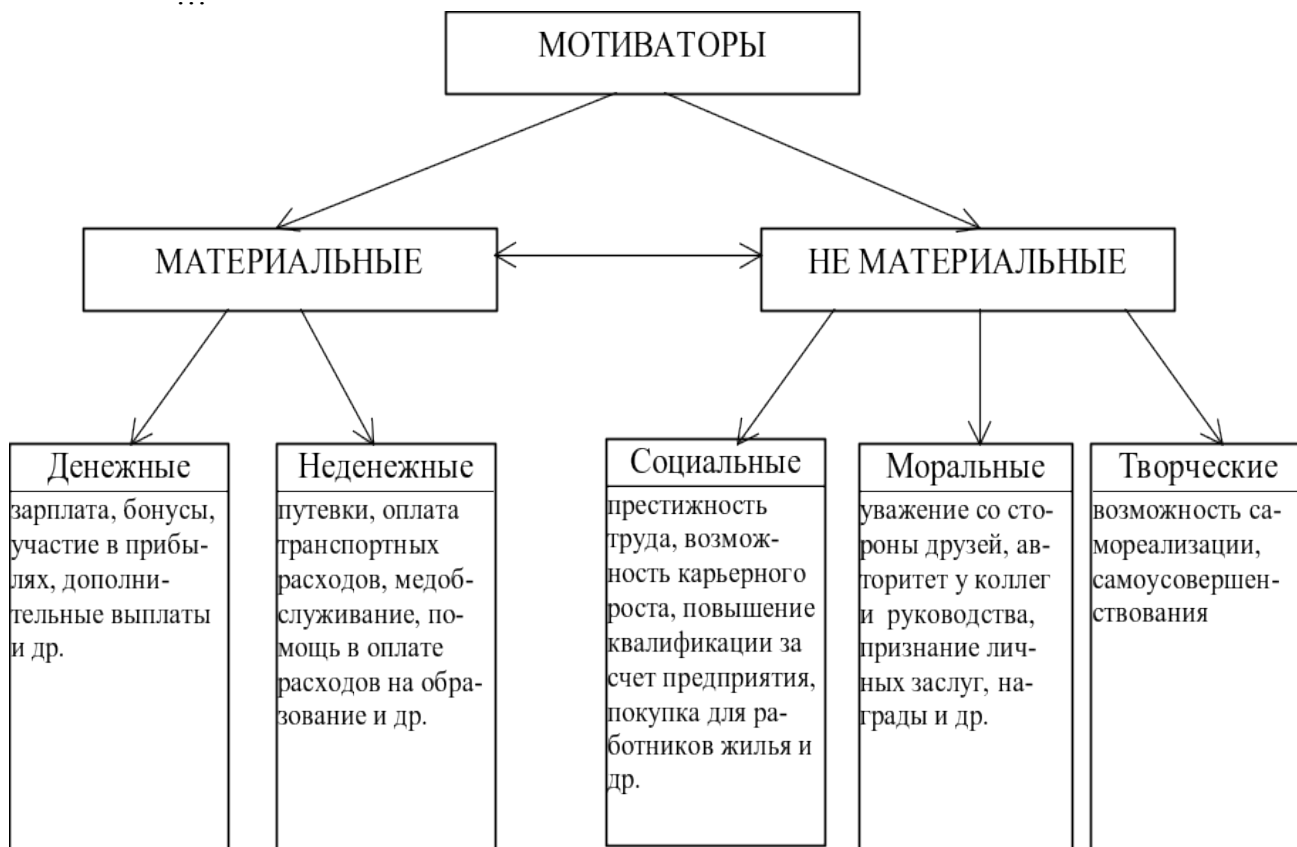 ...
МОТИВАТОРЫ
МАТЕРИАЛЬНЫЕ
НЕ МАТЕРИАЛЬНЫЕ
Денежные
зарплата, бонусы,
участие в прибы-
лях, дополни-
тельные выплаты
и др.
Неденежные
путевки, оплата
транспортных
расходов, медоб-
служивание, по-
мощь в оплате
расходов на обра-
зование и др.
Социальные
престижность
труда, возмож-
ность карьерного
роста, повышение
квалификации за
счет предприятия,
покупка для ра-
ботников жилья и
др.
Моральные
уважение со сто-
роны друзей, ав-
торитет у коллег
и руководства,
признание лич-
ных заслуг, на-
грады и др.
Творческие
возможность са-
мореализации,
самоусовершен-
ствования